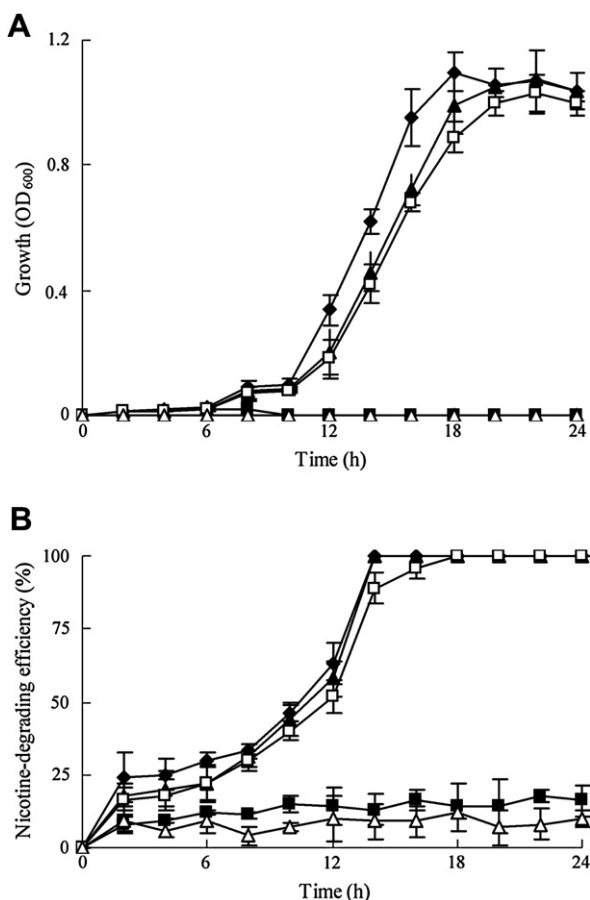 A
1.2
0.8
0.4
0
Growth (OD600)
0 6 12 18 24
Time (h)
B
100
75
50
25
0
Nicotine-degrading efficiency (%)
0 6 12 18 24
Time (h)